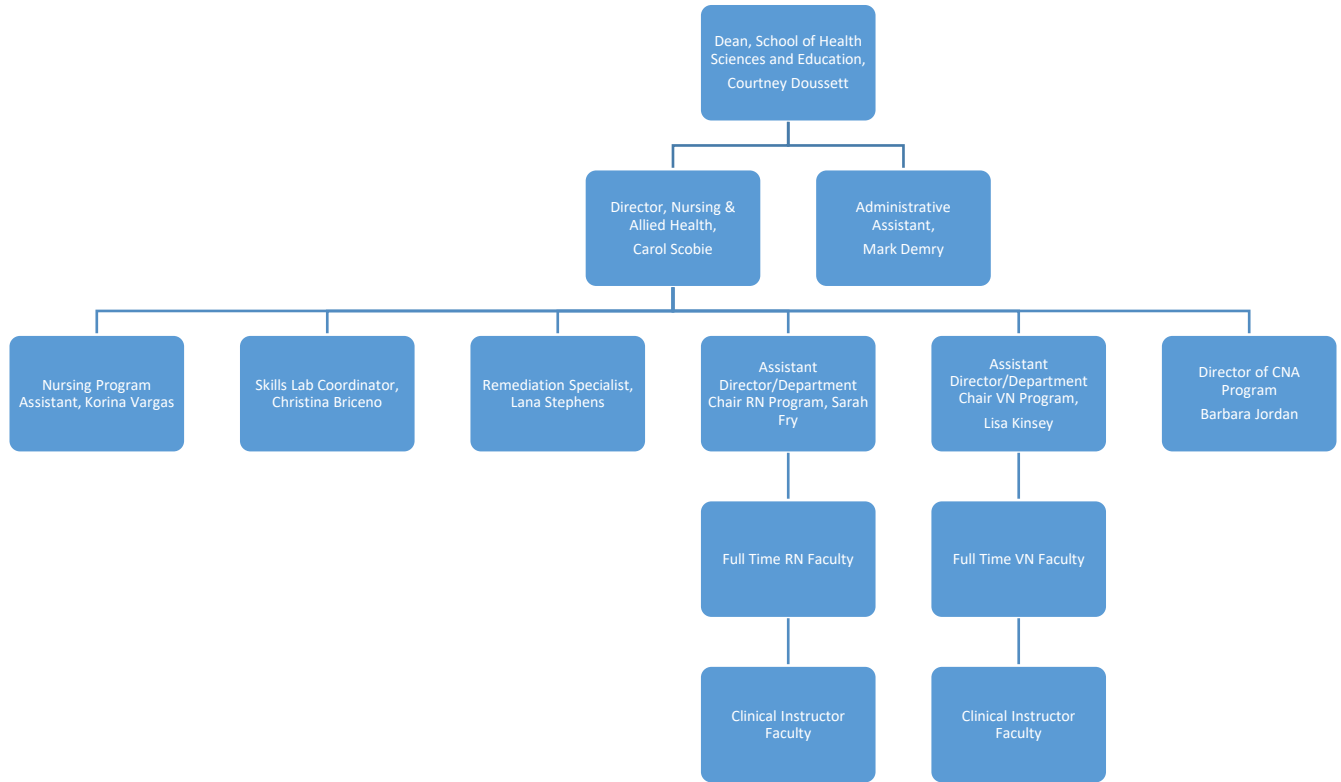 Dean, School of Health
Sciences and Education,
Courtney Doussett
Director, Nursing &
Allied Health,
Carol Scobie
Administrative
Assistant,
Mark Demry
Nursing Program
Assistant, Korina Vargas
Skills Lab Coordinator,
Christina Briceno
Remediation Specialist,
Lana Stephens
Assistant
Director/Department
Chair RN Program, Sarah
Fry
Assistant
Director/Department
Chair VN Program,
Lisa Kinsey
Director of CNA
Program
Barbara Jordan
Full Time RN Faculty
Full Time VN Faculty
Clinical Instructor
Faculty
Clinical Instructor
Faculty